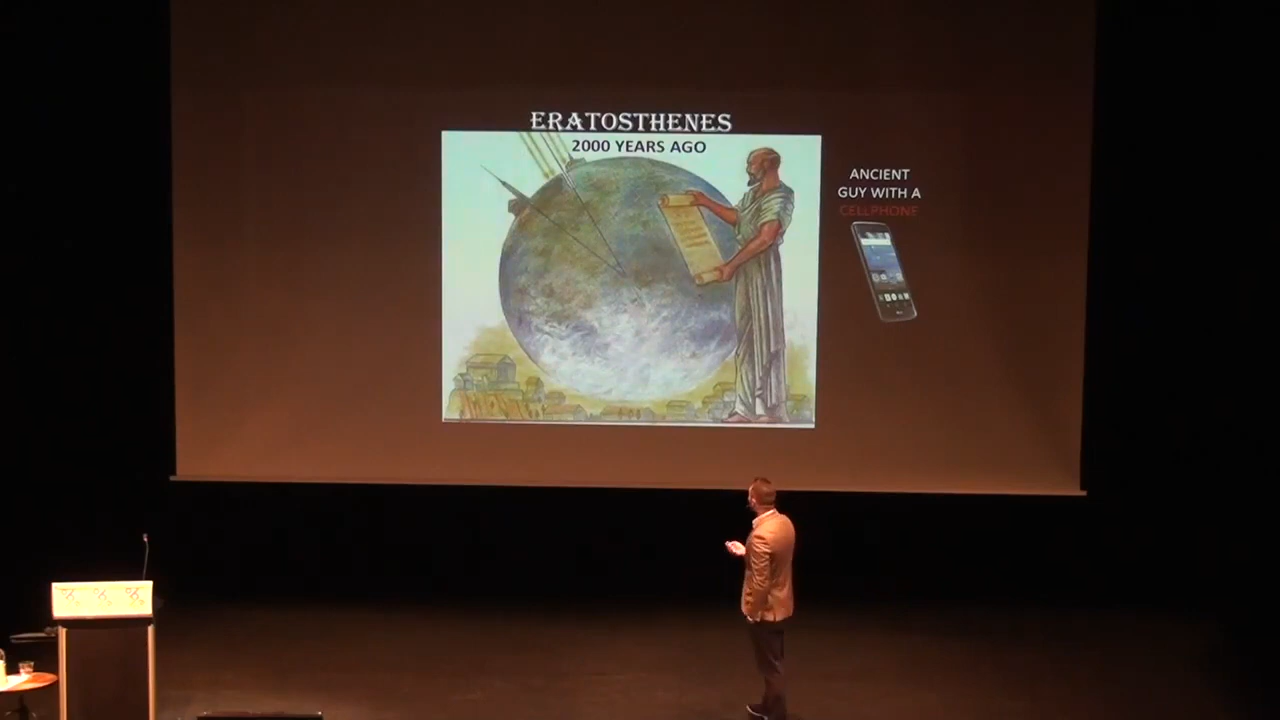 ERATOSTHENES
2000 YEARS AGO
ANCIENT
GUY WITH A
CELLPHONE